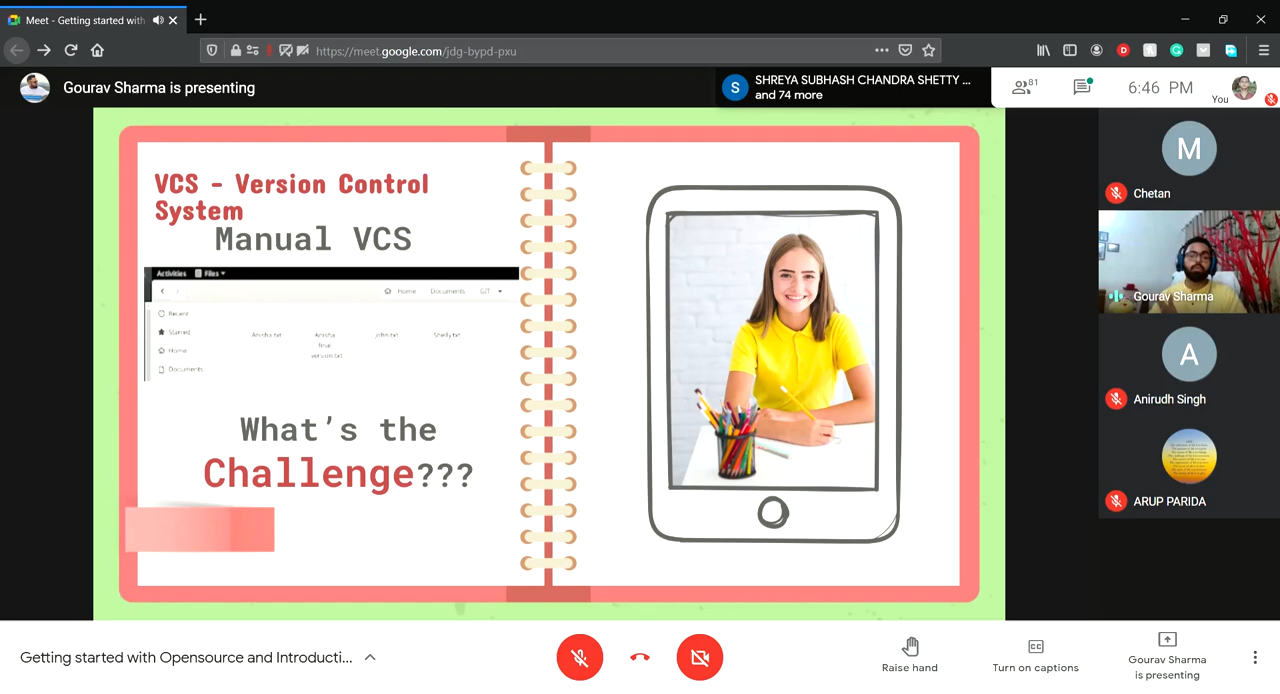 Meet - Getting started with
https://meet.google.com/jdg-bypd-pxu
Gourav Sharma is presenting
S
SHREYA SUBHASH CHANDRA SHETTY ...
and 74 more
81
6:46 PM
You
VCS - Version Control
System
Manual VCS
Activities Files
Home Documents GIT
Recent
Starred
Home
Documents
Anisha.txt
Anisha
final
version.txt
john.txt
Shelly.txt
What's the
Challenge???
M
Chetan
Gourav Sharma
A
Anirudh Singh
ARUP PARIDA
Getting started with Opensource and Introducti...
Raise hand
CC
Turn on captions
Gourav Sharma
is presenting